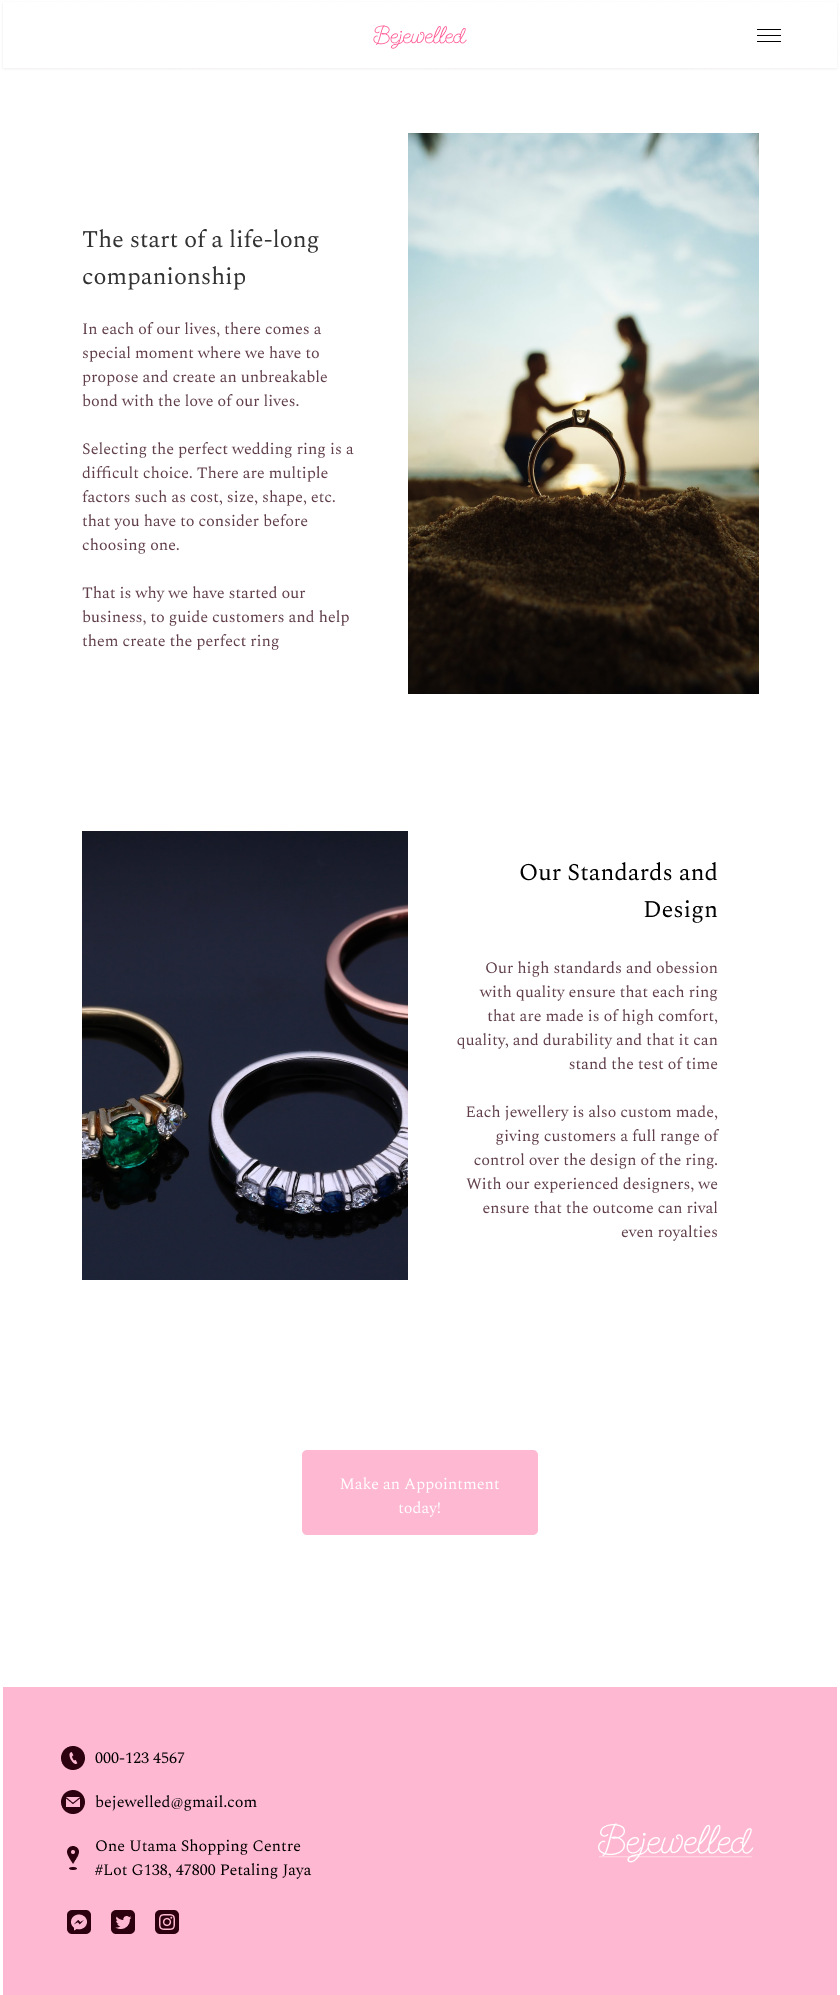 Bejewelled
The start of a life-long
companionship
In each of our lives, there comes a
special moment where we have to
propose and create an unbreakable
bond with the love of our lives.
Selecting the perfect wedding ring is a
difficult choice. There are multiple
factors such as cost, size, shape, etc.
that you have to consider before
choosing one.
That is why we have started our
business, to guide customers and help
them create the perfect ring
Our Standards and
Design
Our high standards and obession
with quality ensure that each ring
that are made is of high comfort,
quality, and durability and that it can
stand the test of time
Each jewellery is also custom made,
giving customers a full range of
control over the design of the ring.
With our experienced designers, we
ensure that the outcome can rival
even royalties
Make an Appointment
today!
000-123 4567
bejewelled@gmail.com
One Utama Shopping Centre
#Lot G138, 47800 Petaling Jaya
Bejewelled